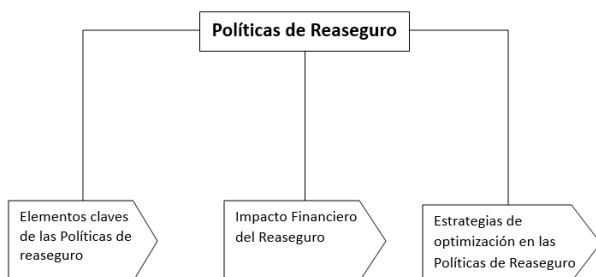 Políticas de Reaseguro
Elementos claves
de las Políticas de
reaseguro
Impacto Financiero
del Reaseguro
Estrategias de
optimización en las
Políticas de Reaseguro